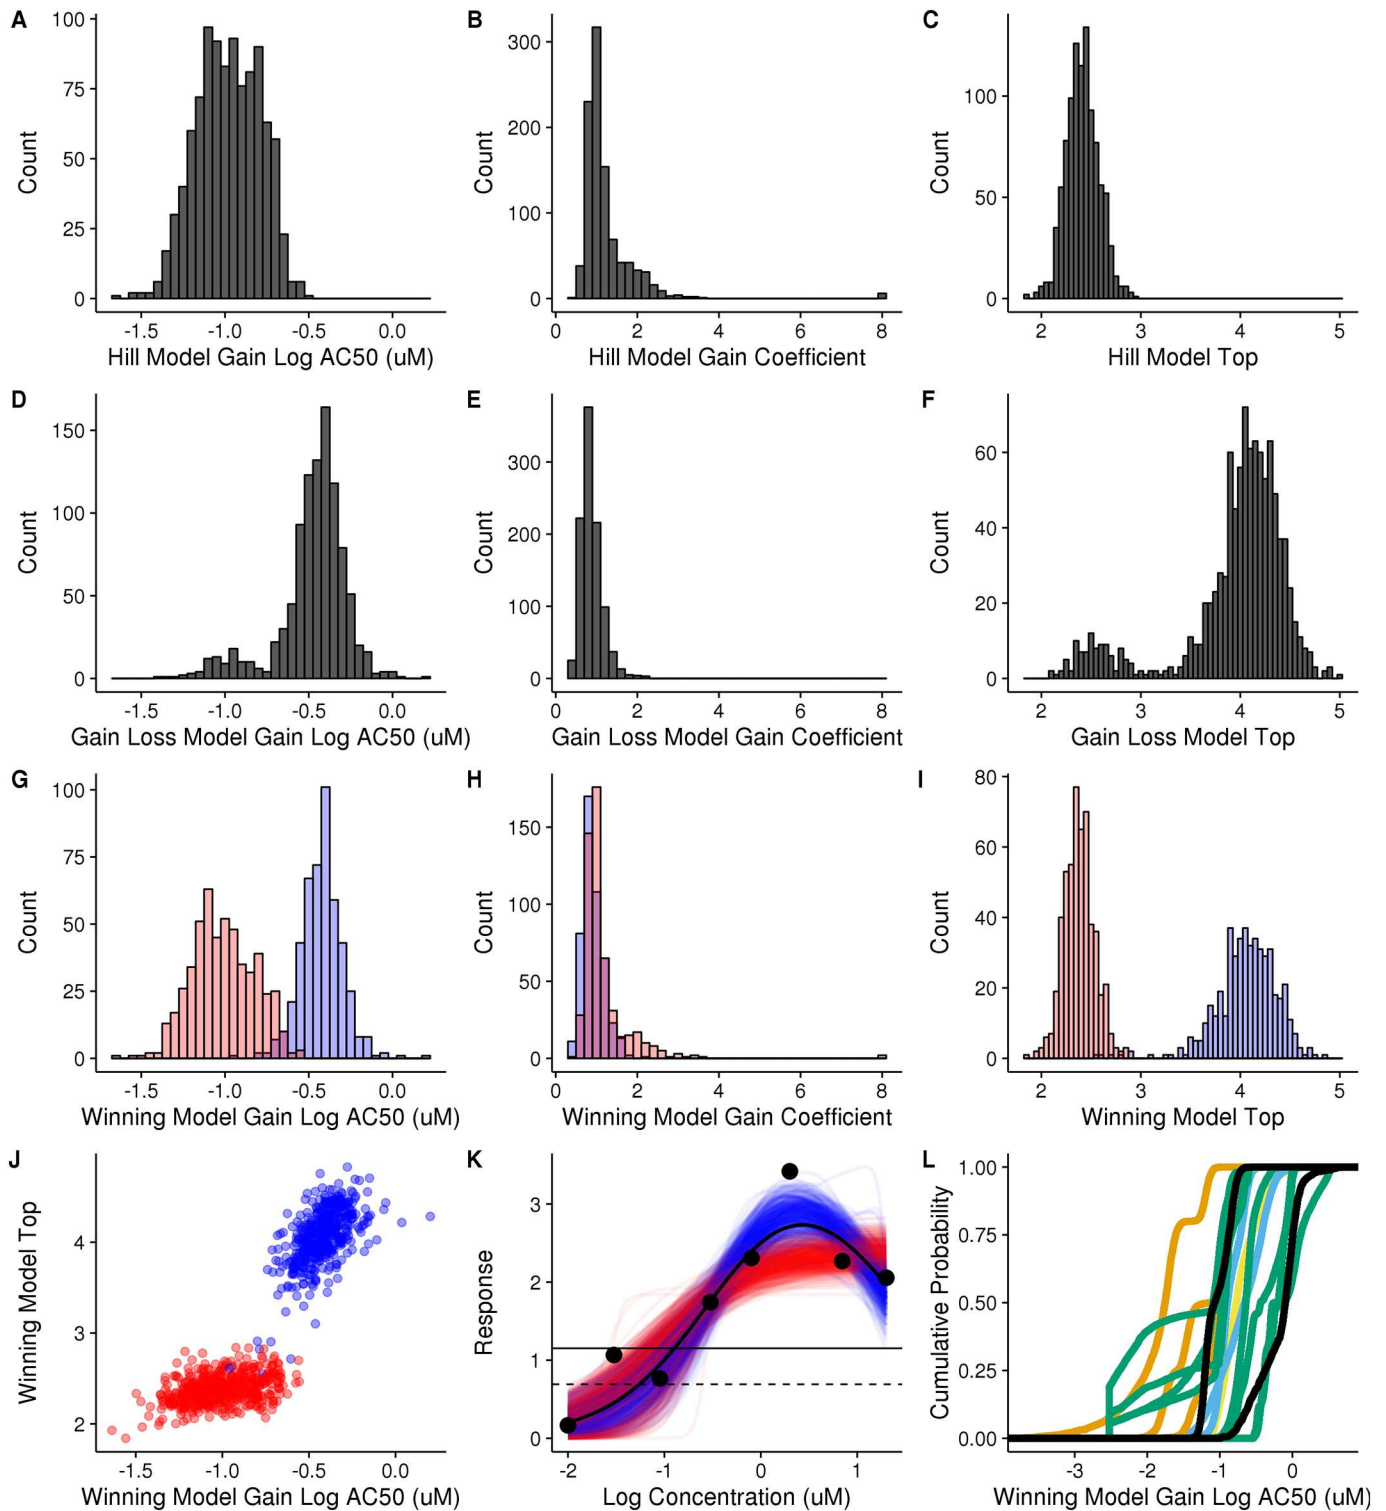 A
100
75
50
25
0
Count
-1.5 -1.0 -0.5 0.0
Hill Model Gain Log AC50 (uM)
B
300
200
100
0
Count
0 2 4 6 8
Hill Model Gain Coefficient
C
100
50
0
Count
2 3 4 5
Hill Model Top
D
150
100
50
0
Count
-1.5 -1.0 -0.5 0.0
Gain Loss Model Gain Log AC50 (uM)
E
300
200
100
0
Count
0 2 4 6 8
Gain Loss Model Gain Coefficient
F
60
40
20
0
Count
2 3 4 5
Gain Loss Model Top
G
100
75
50
25
0
Count
-1.5 -1.0 -0.5 0.0
Winning Model Gain Log AC50 (uM)
H
150
100
50
0
Count
0 2 4 6 8
Winning Model Gain Coefficient
I
80
60
40
20
0
Count
2 3 4 5
Winning Model Top
J
4
3
2
Winning Model Top
-1.5 -1.0 -0.5 0.0
Winning Model Gain Log AC50 (uM)
K
3
2
1
0
Response
-2 -1 0 1
Log Concentration (uM)
L
1.00
0.75
0.50
0.25
0.00
Cumulative Probability
-3 -2 -1 0
Winning Model Gain Log AC50 (uM)